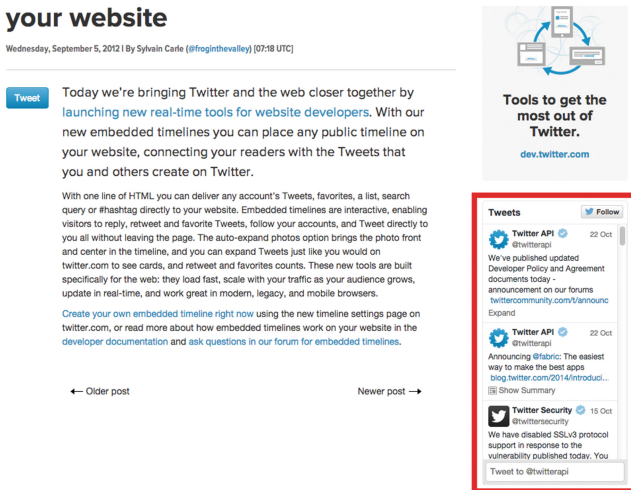 your website
Wednesday, September 5, 2012 | By Sylvain Carle (@froginthevalley) [07:18 UTC]
Tweet
Today we're bringing Twitter and the web closer together by
launching new real-time tools for website developers. With our
new embedded timelines you can place any public timeline on
your website, connecting your readers with the Tweets that
you and others create on Twitter.
With one line of HTML you can deliver any account's Tweets, favorites, a list, search
query or #hashtag directly to your website. Embedded timelines are interactive, enabling
visitors to reply, retweet and favorite Tweets, follow your accounts, and Tweet directly to
you all without leaving the page. The auto-expand photos option brings the photo front
and center in the timeline, and you can expand Tweets just like you would on
twitter.com to see cards, and retweet and favorites counts. These new tools are built
specifically for the web: they load fast, scale with your traffic as your audience grows,
update in real-time, and work great in modern, legacy, and mobile browsers.
Create your own embedded timeline right now using the new timeline settings page on
twitter.com, or read more about how embedded timelines work on your website in the
developer documentation and ask questions in our forum for embedded timelines.
← Older post
Newer post →
Tools to get the
most out of
Twitter.
dev.twitter.com
Tweets
Follow
Twitter API 22 Oct
@twitterapi
We've published updated
Developer Policy and Agreement
documents today -
announcement on our forums
twittercommunity.com/t/announc
Expand
Twitter API 22 Oct
@twitterapi
Announcing @fabric: The easiest
way to make the best apps
blog.twitter.com/2014/introduci...
Show Summary
Twitter Security 15 Oct
@twittersecurity
We have disabled SSLv3 protocol
support in response to the
vulnerability published today. You
Tweet to @twitterapi